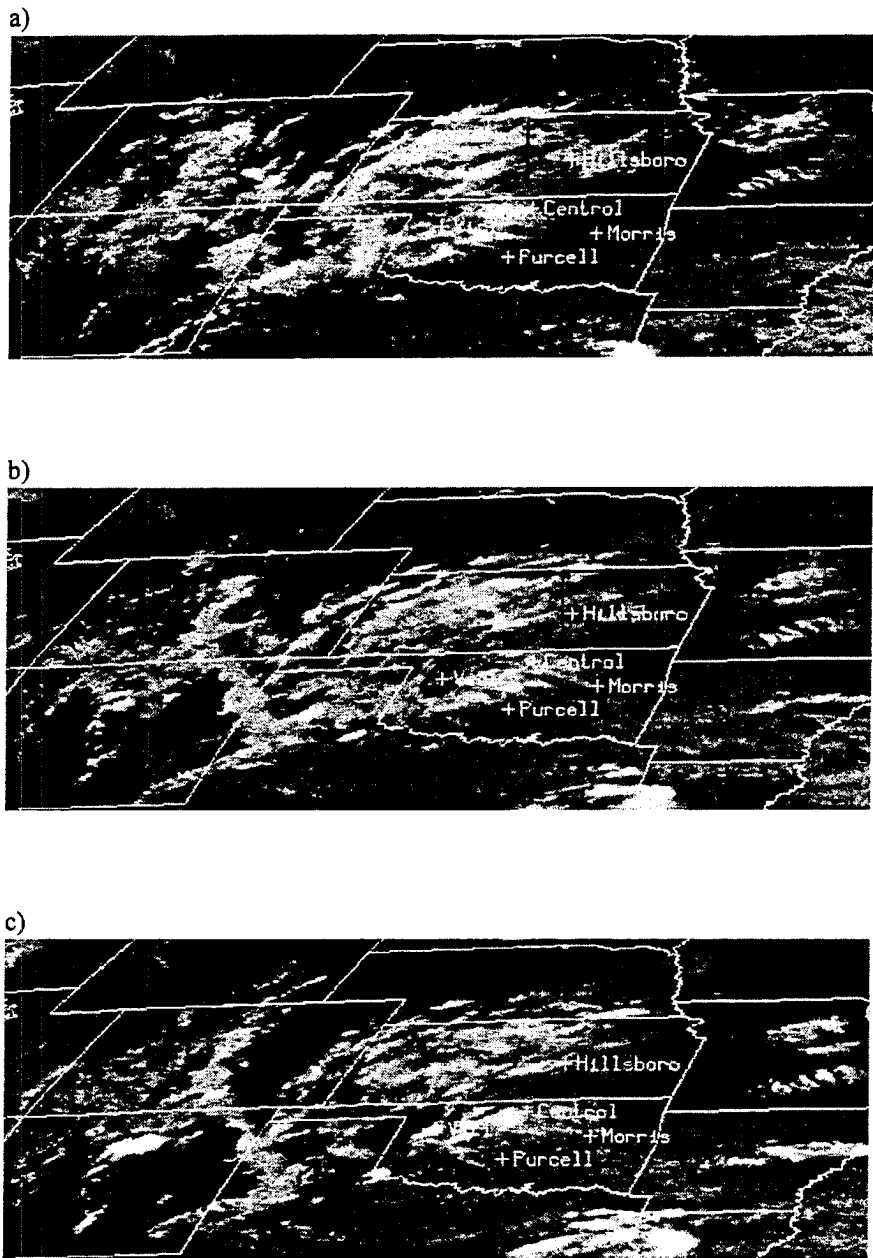 a)
+Hillsboro
+Central
+Morris
+Purcell
b)
+Hillsboro
Central
+Morris
+Purcell
c)
+Hillsboro
Central
+Morris
+Purcell